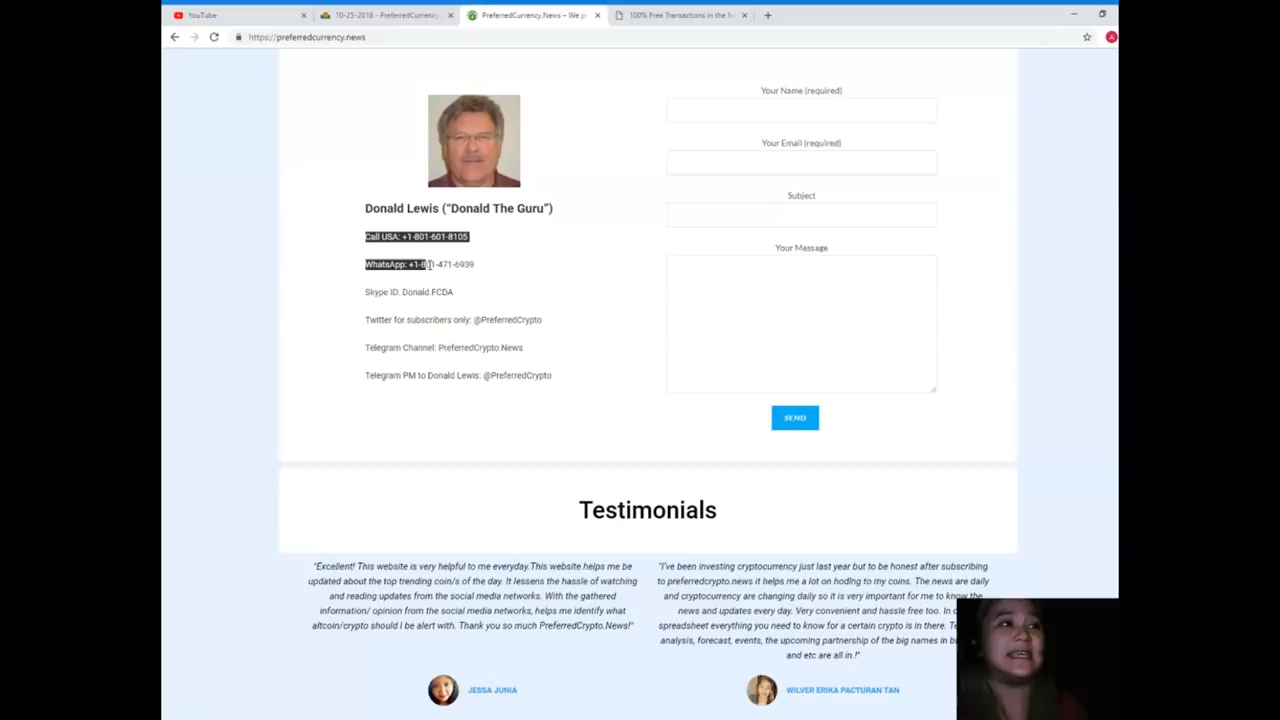 YouTube
10-25-2018 - PreferredCurrency
PreferredCurrency.News – We p
100% Free Transactions in the
https://preferredcurrency.news
A
Your Name (required)
Your Email (required)
Subject
Your Message
SEND
Donald Lewis (“Donald The Guru”)
Call USA: +1-801-601-8105
WhatsApp: +1-801-471-6939
Skype ID: Donald.FCDA
Twitter for subscribers only: @PreferredCrypto
Telegram Channel: PreferredCrypto.News
Telegram PM to Donald Lewis: @PreferredCrypto
Testimonials
"Excellent! This website is very helpful to me everyday.This website helps me be
updated about the top trending coin/s of the day. It lessens the hassle of watching
and reading updates from the social media networks. With the gathered
information/ opinion from the social media networks, helps me identify what
altcoin/crypto should I be alert with. Thank you so much PreferredCrypto.News!"
JESSA JUNIA
"I've been investing cryptocurrency just last year but to be honest after subscribing
to preferredcrypto.news it helps me a lot on hodlng to my coins. The news are daily
and cryptocurrency are changing daily so it is very important for me to know the
news and updates every day. Very convenient and hassle free too. In
spreadsheet everything you need to know for a certain crypto is in there.
analysis, forecast, events, the upcoming partnership of the big names in
and etc are all in.!"
WILVER ERIKA PACTURAN TAN